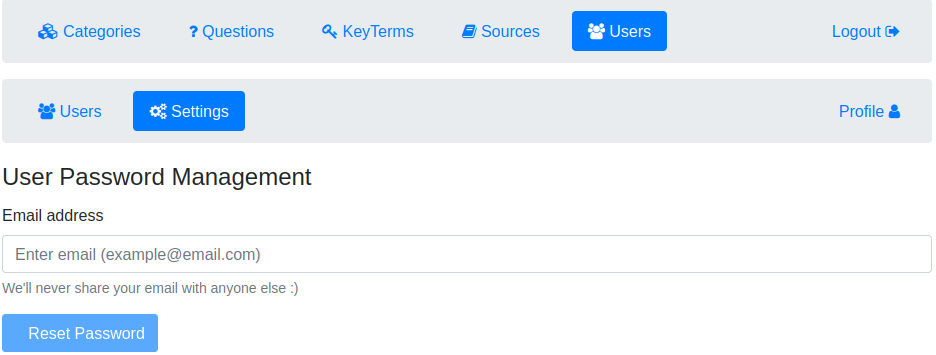 Categories ? Questions KeyTerms Sources Users Logout
Users Settings Profile
User Password Management
Email address
Enter email (example@email.com)
We'll never share your email with anyone else :)
Reset Password